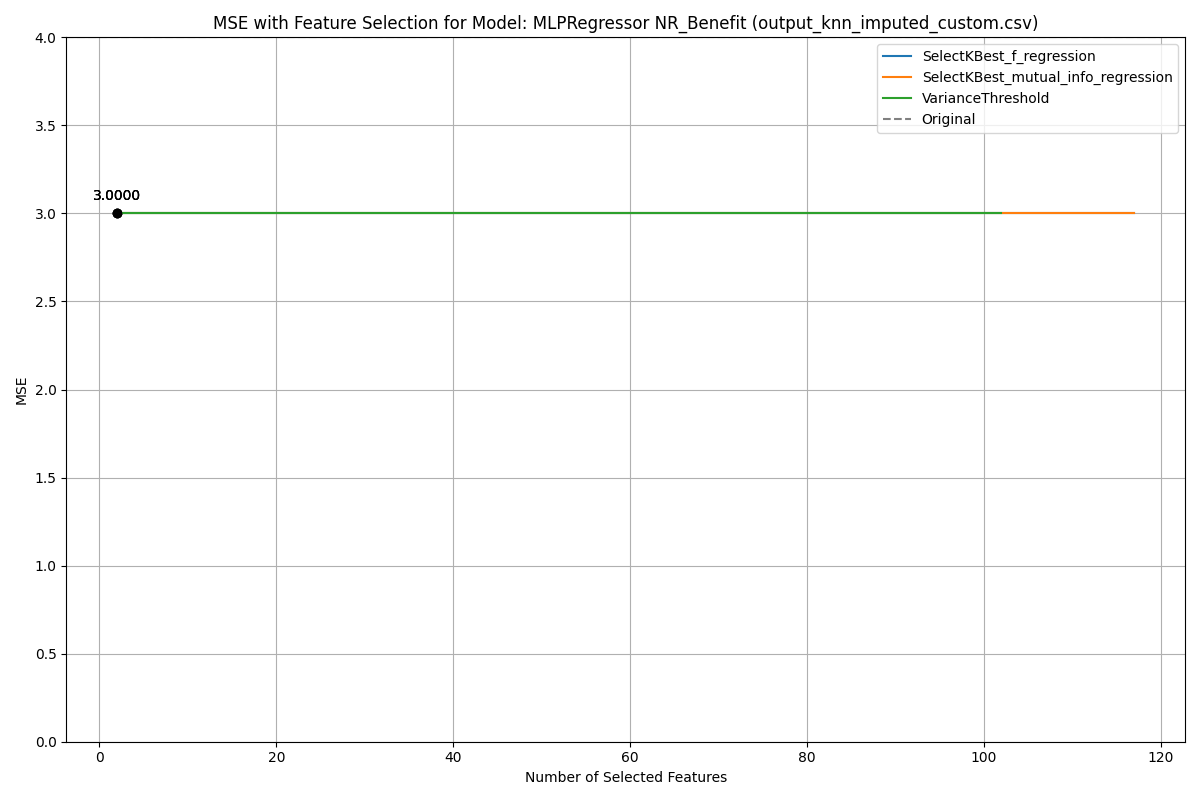 MSE with Feature Selection for Model: MLPRegressor NR_Benefit (output_knn_imputed_custom.csv)
SelectKBest_f_regression
SelectKBest_mutual_info_regression
VarianceThreshold
Original
3.0000
4.0
3.5
3.0
2.5
2.0
1.5
1.0
0.5
0.0
MSE
0 20 40 60 80 100 120
Number of Selected Features